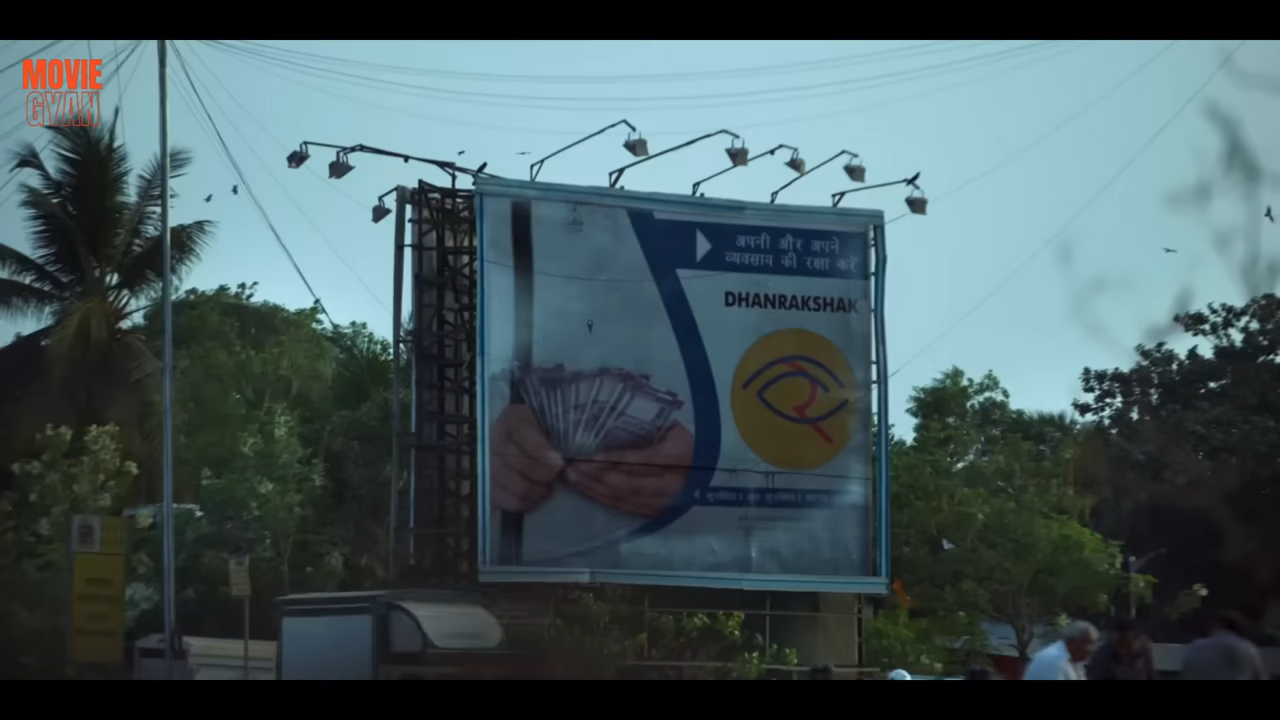 MOVIE
GYAN
अपनी और अपने
व्यवसाय की रक्षा करें
DHANRAKSHAK